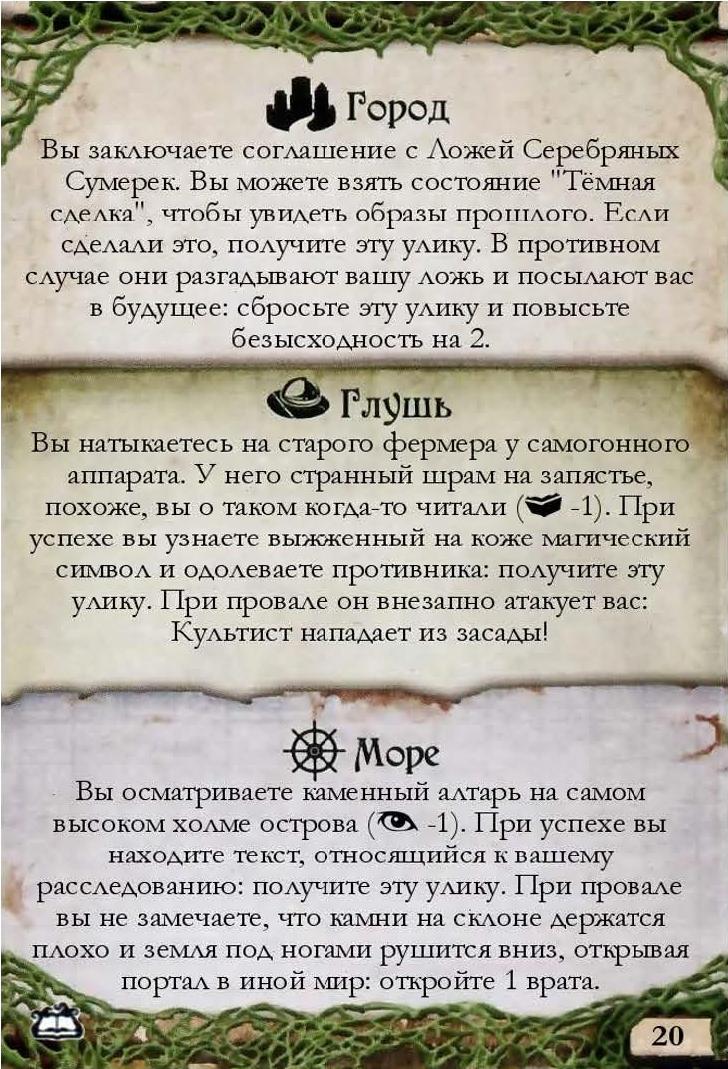 Город
Вы заключаете соглашение с Ложей Серебряных
Сумерек. Вы можете взять состояние "Тёмная
сделка", чтобы увидеть образы прошлого. Если
сделали это, получите эту улику. В противном
случае они разгадывают вашу ложь и посылают вас
в будущее: сбросьте эту улику и повысьте
безысходность на 2.
Глушь
Вы натыкаетесь на старого фермера у самогонного
аппарата. У него странный шрам на запястье,
похоже, вы о таком когда-то читали ( -1). При
успехе вы узнаете выжженный на коже магический
символ и одолеваете противника: получите эту
улику. При провале он внезапно атакует вас:
Культист нападает из засады!
Море
Вы осматриваете каменный алтарь на самом
высоком холме острова ( -1). При успехе вы
находите текст, относящийся к вашему
расследованию: получите эту улику. При провале
вы не замечаете, что камни на склоне держатся
плохо и земля под ногами рушится вниз, открывая
портал в иной мир: откройте 1 врата.
20